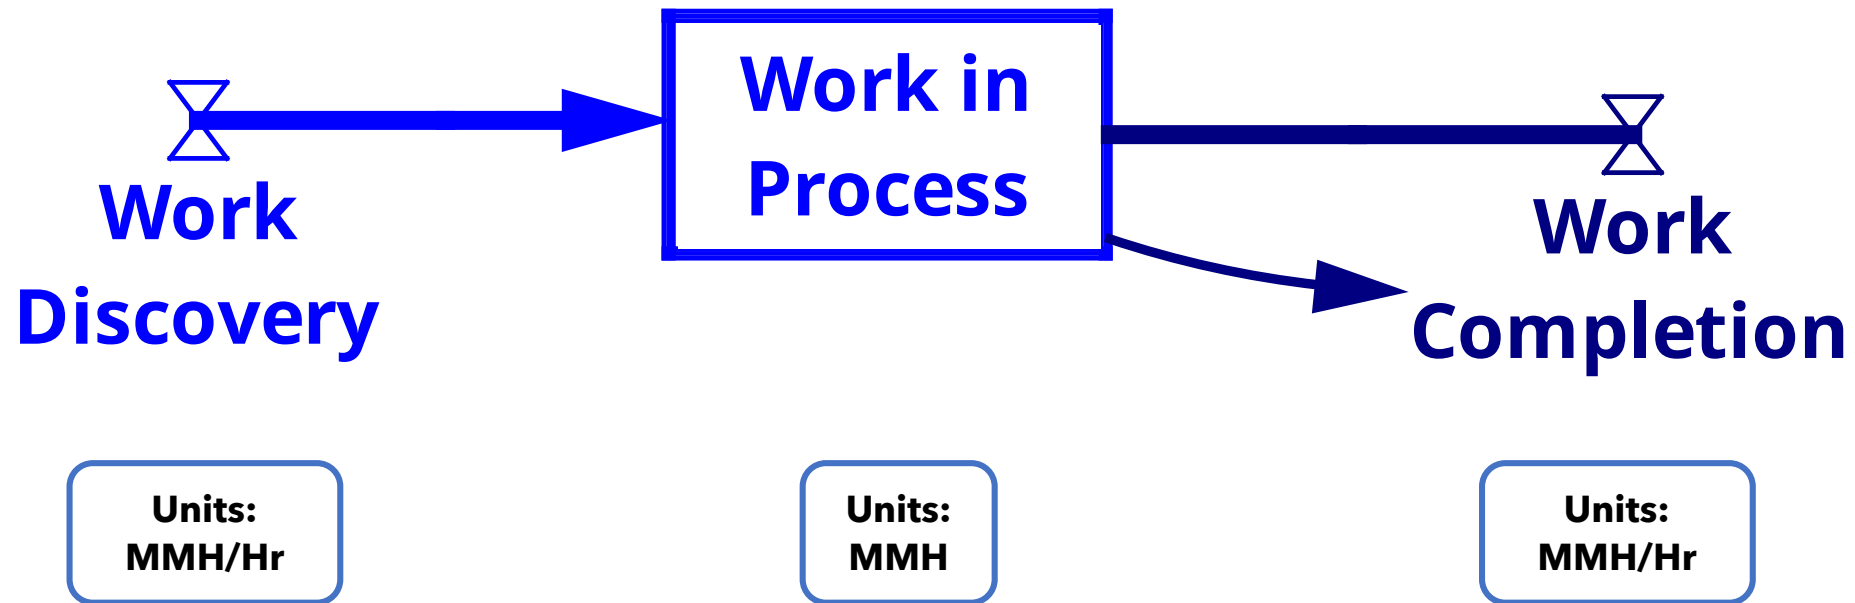 Work in
Process
Work
Discovery
Work
Completion
Units:
MMH/Hr
Units:
MMH
Units:
MMH/Hr